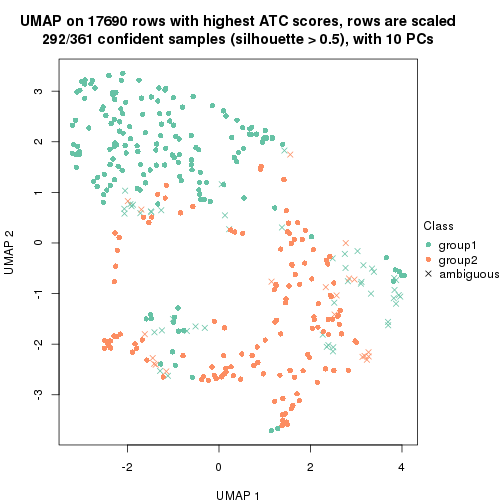 UMAP on 17690 rows with highest ATC scores, rows are scaled
292/361 confident samples (silhouette > 0.5), with 10 PCs
3
2
1
0
-1
-2
-3
UMAP 2
-2
0
2
4
UMAP 1
Class
group1
group2
ambiguous